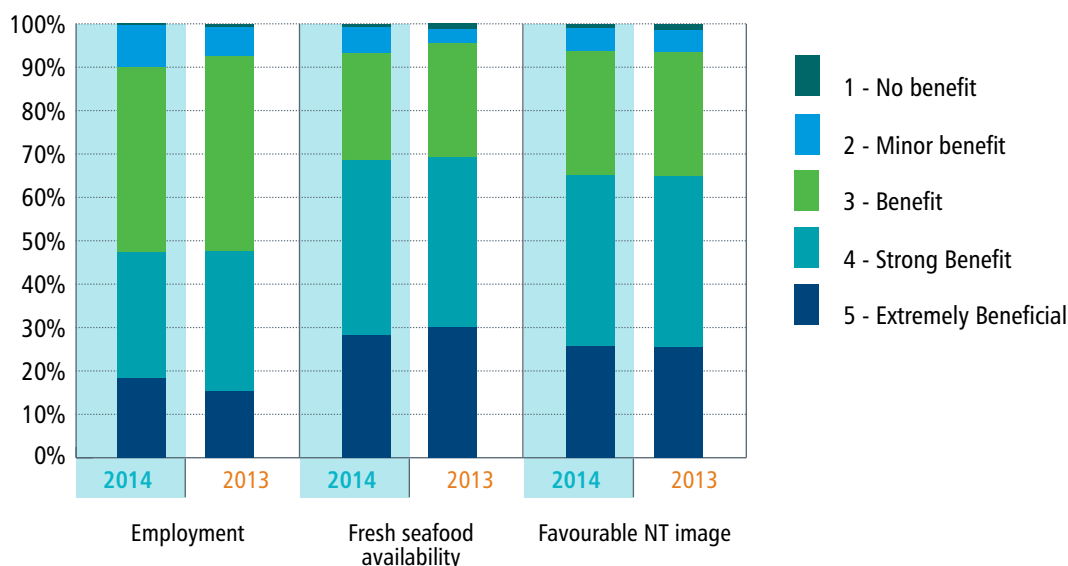 100%
90%
80%
70%
60%
50%
40%
30%
20%
10%
0%
2014
2013
2014
2013
2014
2013
Employment
Fresh seafood
availability
Favourable NT image
1 - No benefit
2 - Minor benefit
3 - Benefit
4 - Strong Benefit
5 - Extremely Beneficial